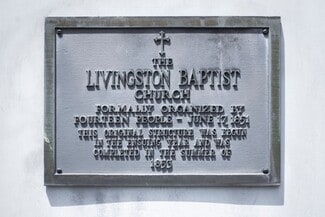 THE
LIVINGSTON BAPTIST
CHURCH
FORMALLY ORGANIZED BY
FOURTEEN PEOPLE - JUNE 17, 1851
THIS ORIGINAL STRUCTURE WAS BEGUN
IN THE ENSUING YEAR AND WAS
COMPLETED IN THE SUMMER OF
1853